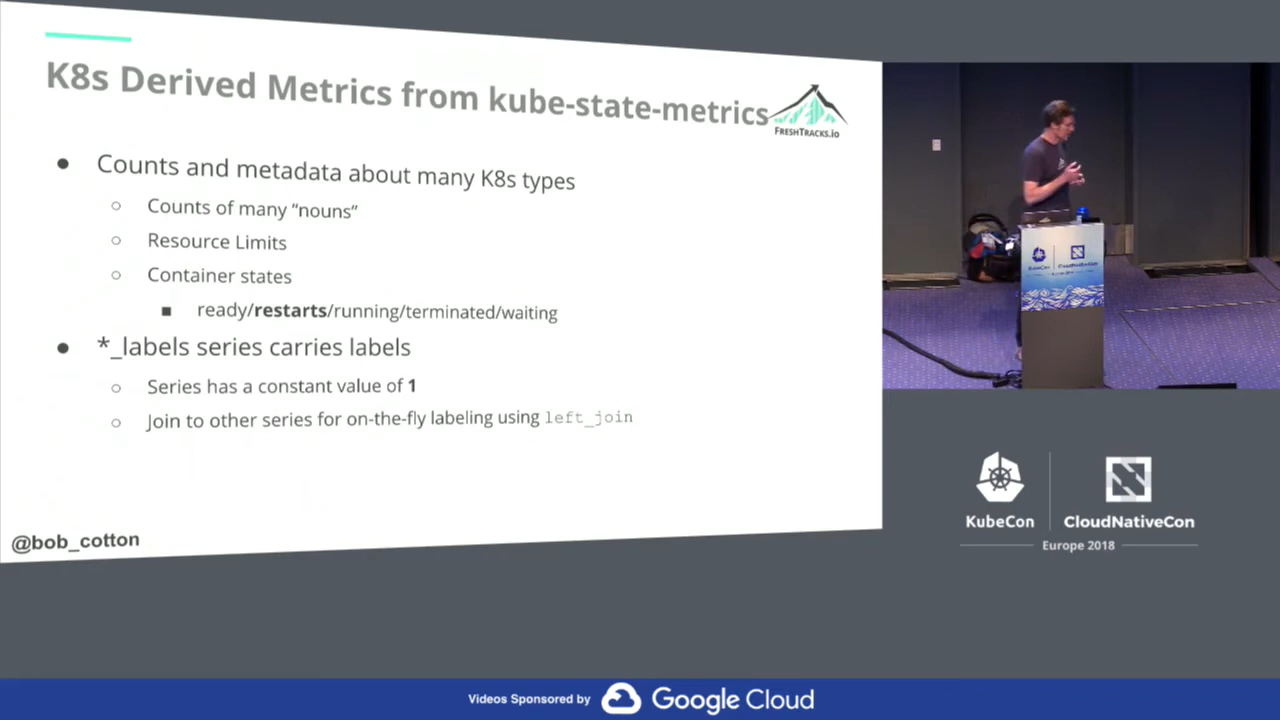 K8s Derived Metrics from kube-state-metrics
FRESHTRACKS.io
● Counts and metadata about many K8s types
○ Counts of many “nouns”
○ Resource Limits
○ Container states
■ ready/restarts/running/terminated/waiting
● *_labels series carries labels
○ Series has a constant value of 1
○ Join to other series for on-the-fly labeling using left_join
@bob_cotton
KubeCon
CloudNativeCon
KubeCon
CloudNativeCon
Europe 2018
Videos Sponsored by Google Cloud